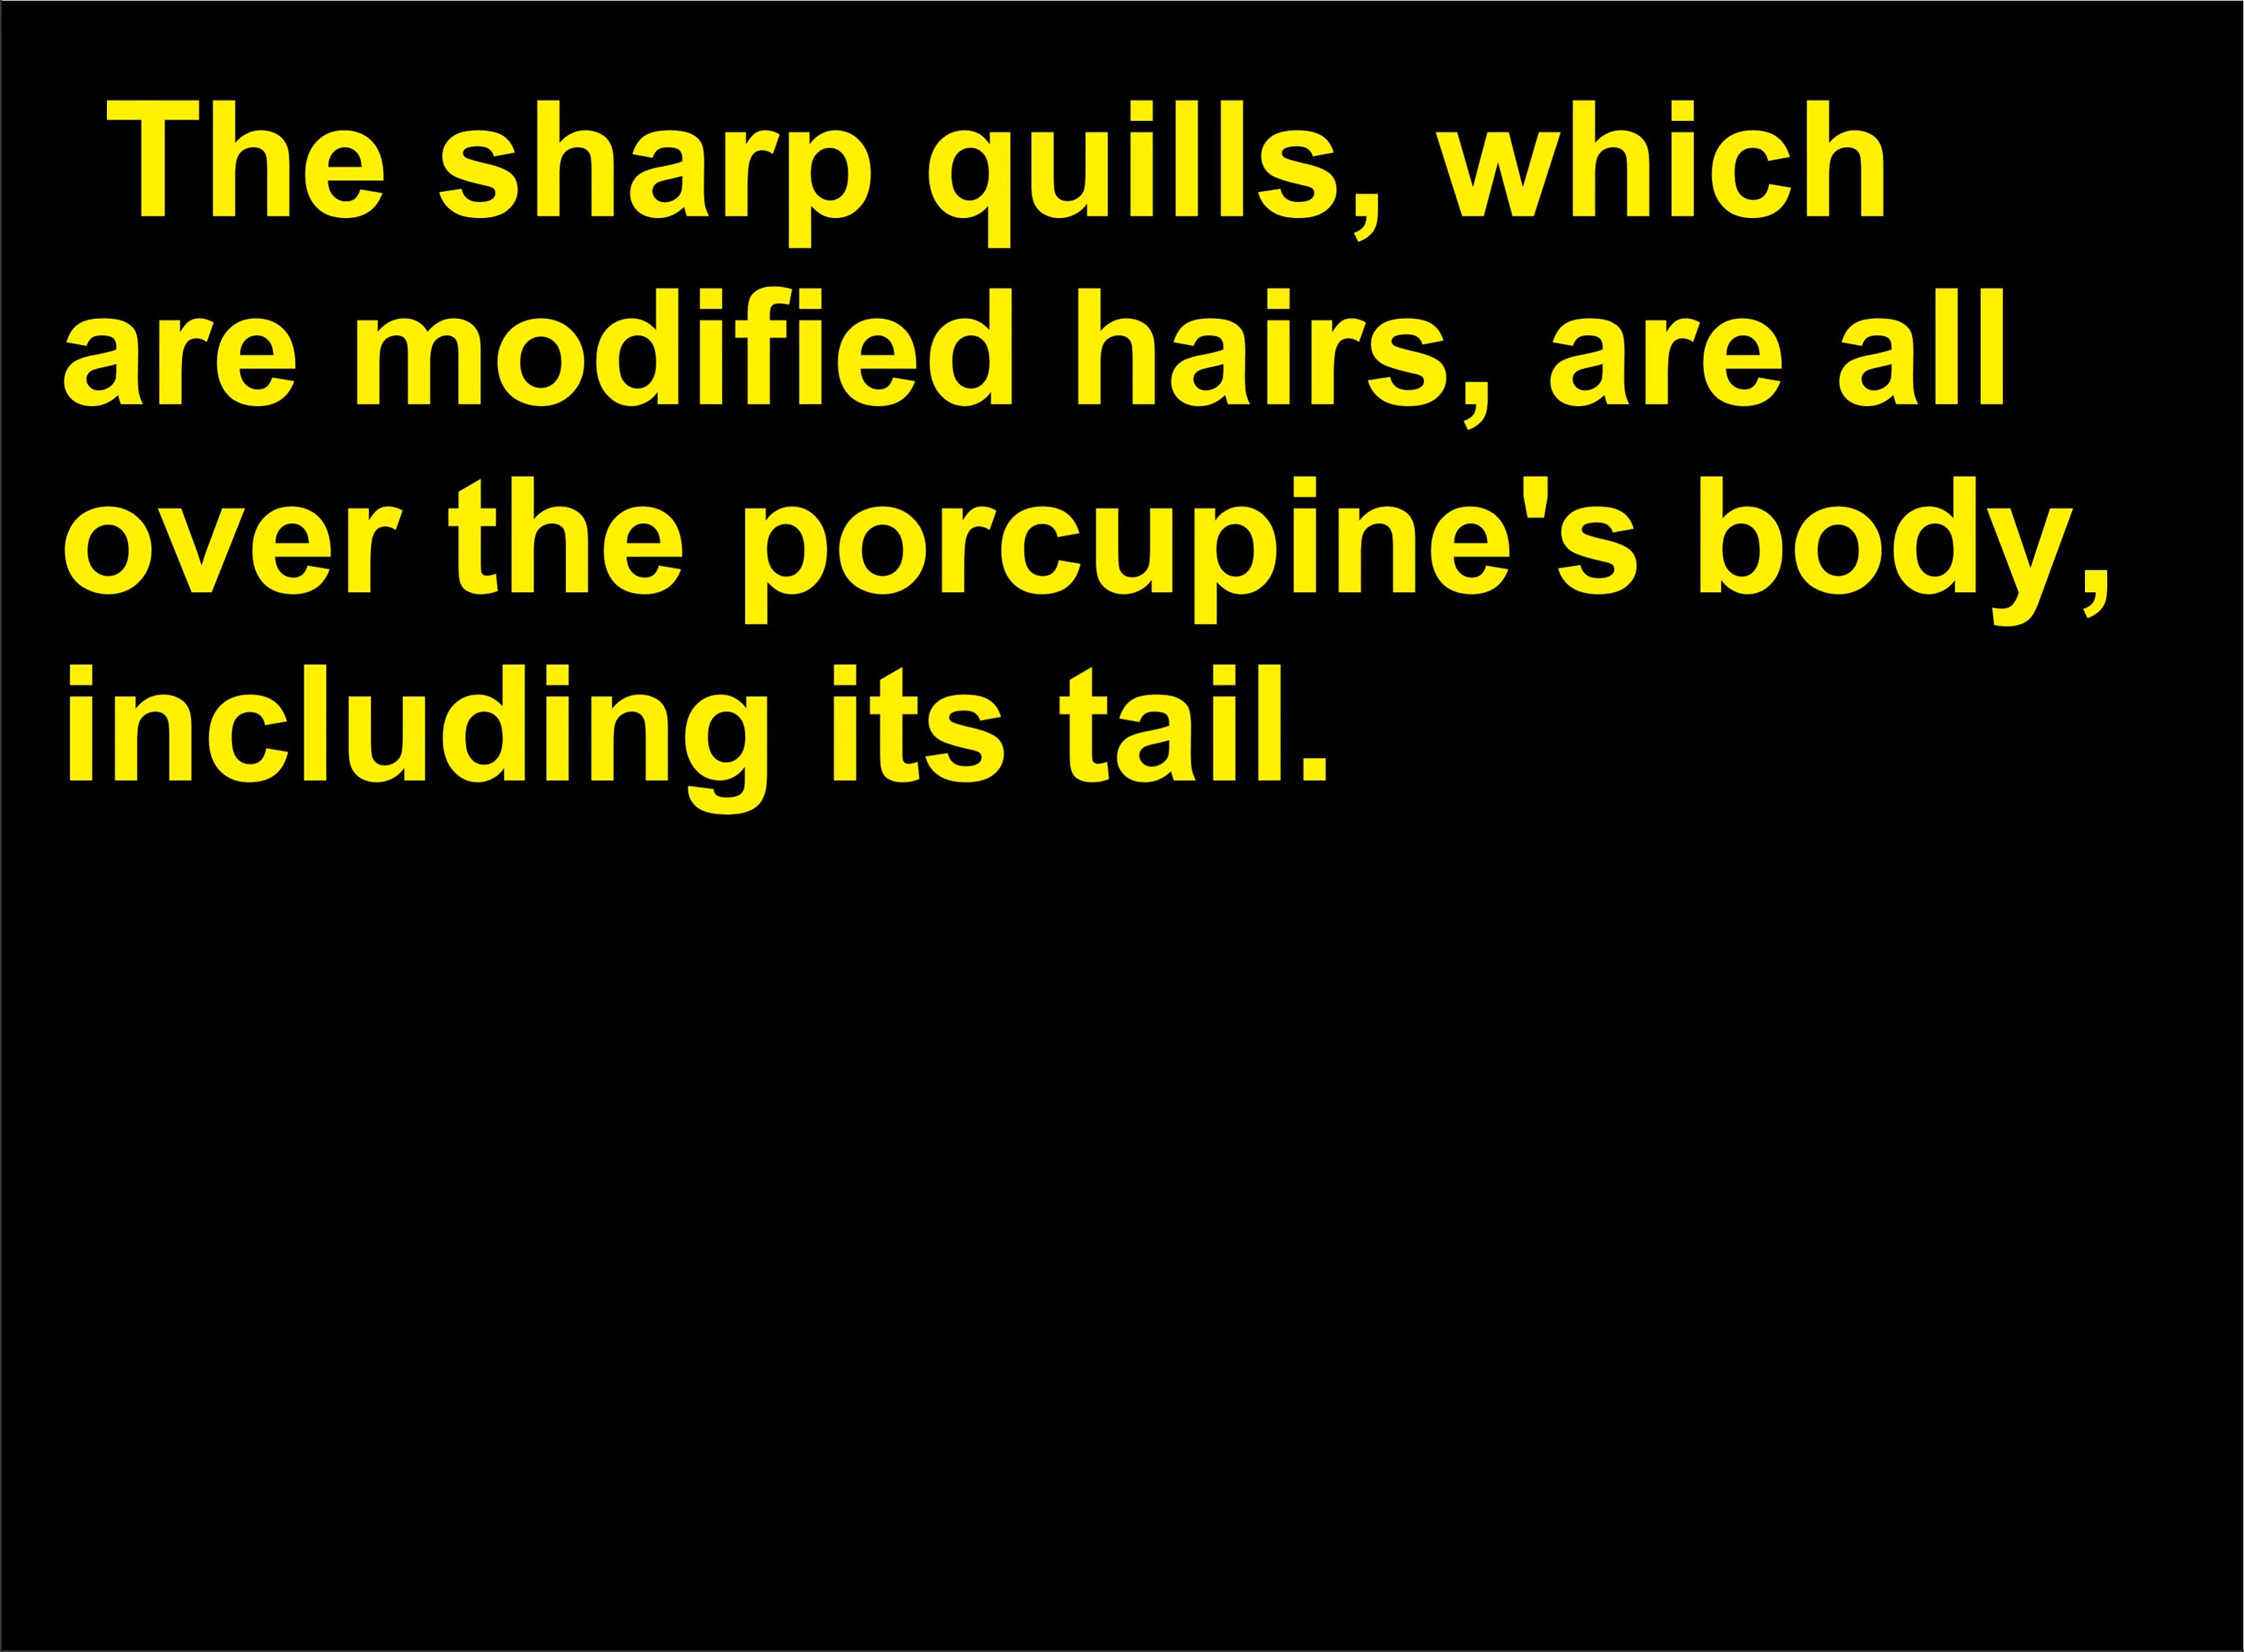 The sharp quills, which
are modified hairs, are all
over the porcupine's body,
including its tail.